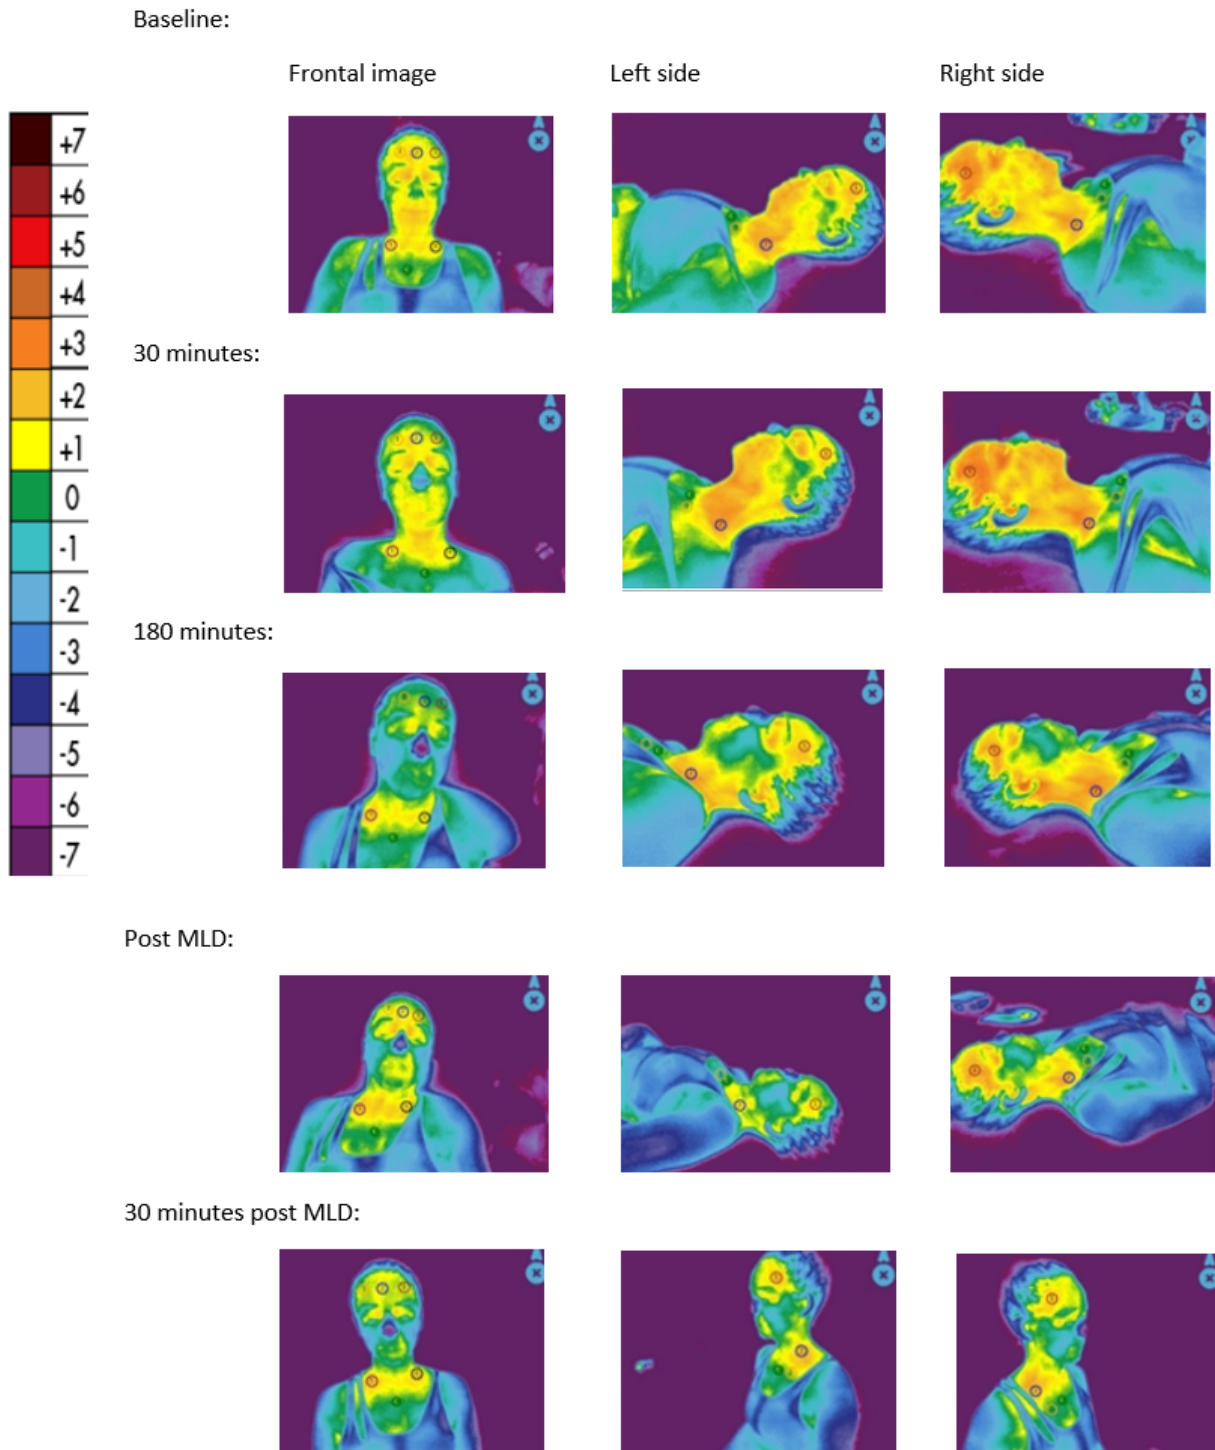 Baseline:
Frontal image Left side Right side
+7
+6
+5
+4
+3
+2
+1
0
-1
-2
-3
-4
-5
-6
-7
30 minutes:
180 minutes:
Post MLD:
30 minutes post MLD: